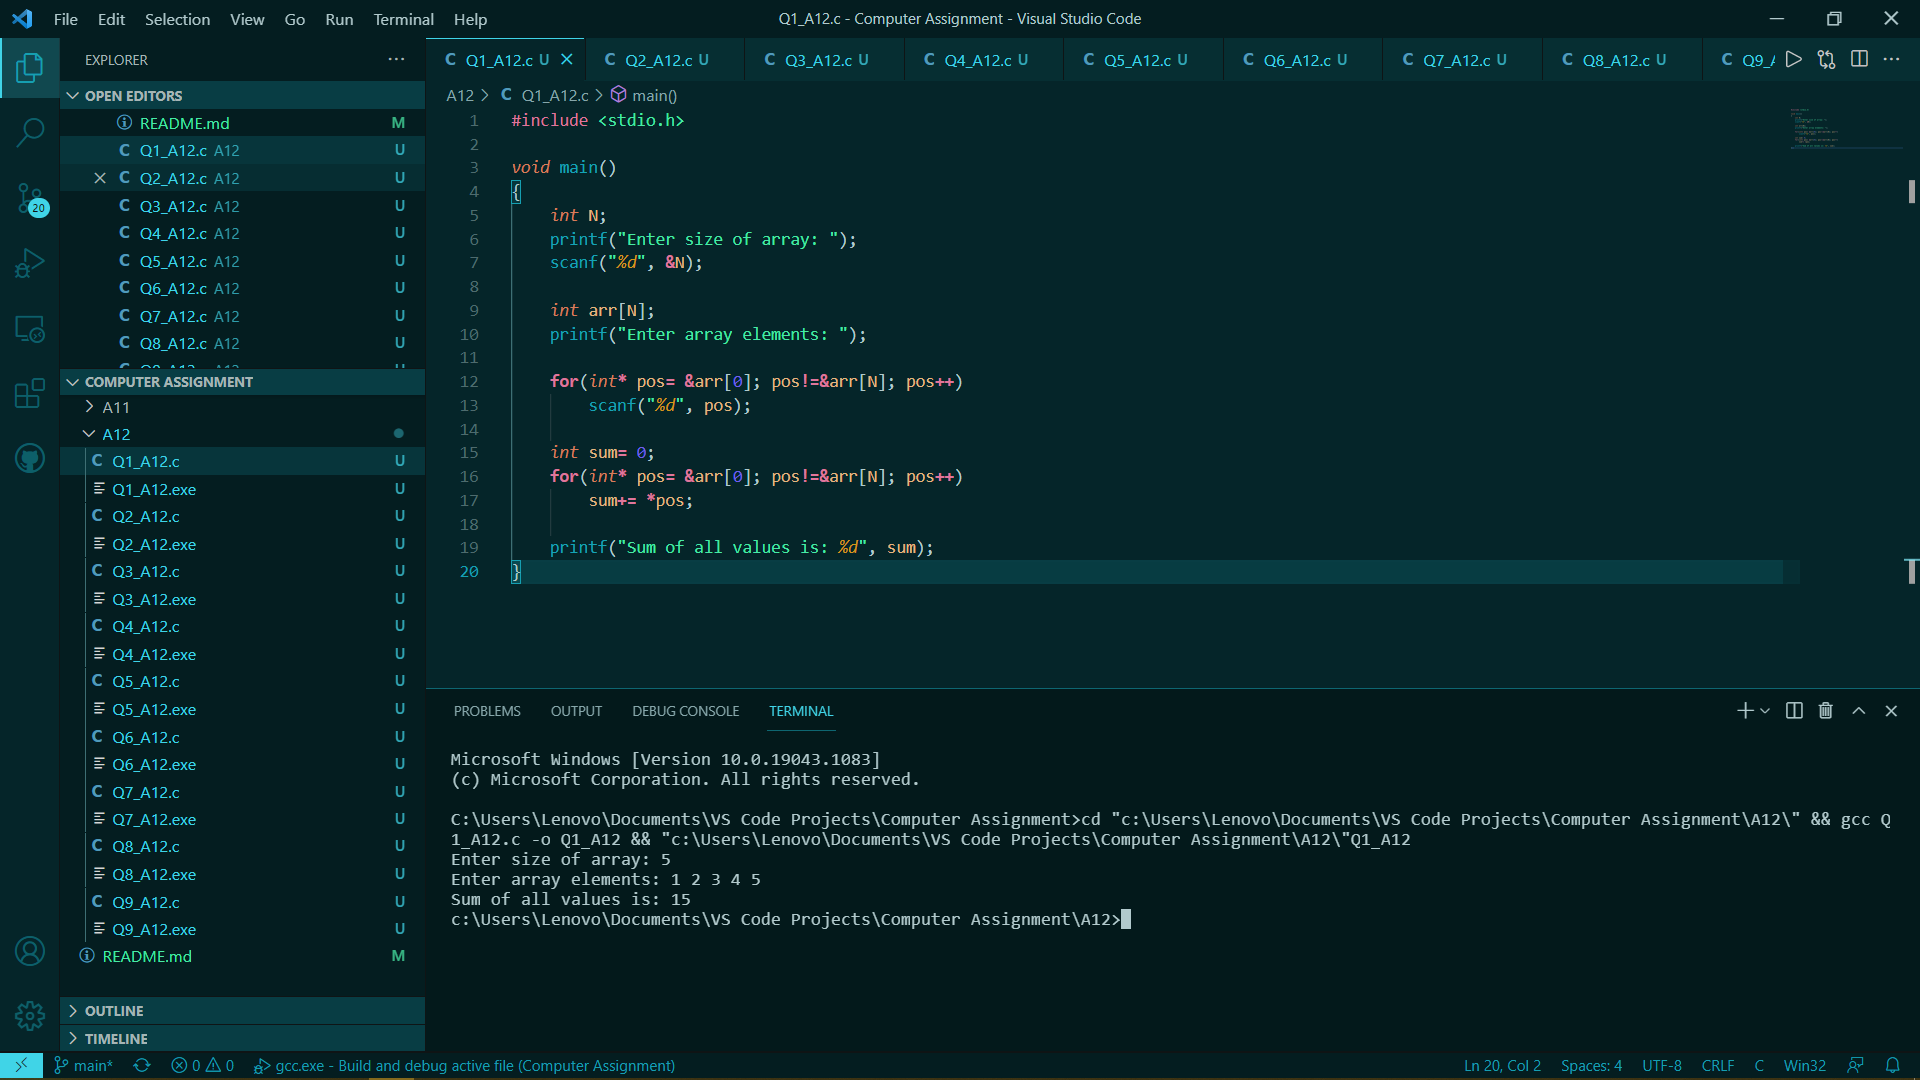 File Edit Selection View Go Run Terminal Help
Q1_A12.c - Computer Assignment - Visual Studio Code
EXPLORER
OPEN EDITORS
README.md M
Q1_A12.c A12 U
Q2_A12.c A12 U
Q3_A12.c A12 U
Q4_A12.c A12 U
Q5_A12.c A12 U
Q6_A12.c A12 U
Q7_A12.c A12 U
Q8_A12.c A12 U
COMPUTER ASSIGNMENT
A11
A12
Q1_A12.c U
Q1_A12.exe U
Q2_A12.c U
Q2_A12.exe U
Q3_A12.c U
Q3_A12.exe U
Q4_A12.c U
Q4_A12.exe U
Q5_A12.c U
Q5_A12.exe U
Q6_A12.c U
Q6_A12.exe U
Q7_A12.c U
Q7_A12.exe U
Q8_A12.c U
Q8_A12.exe U
Q9_A12.c U
Q9_A12.exe U
README.md M
OUTLINE
TIMELINE
20
C Q1_A12.c U C Q2_A12.c U C Q3_A12.c U C Q4_A12.c U C Q5_A12.c U C Q6_A12.c U C Q7_A12.c U C Q8_A12.c U C Q9_A
A12 > C Q1_A12.c > main()
1 #include <stdio.h>
2
3 void main()
4 {
5 int N;
6 printf("Enter size of array: ");
7 scanf("%d", &N);
8
9 int arr[N];
10 printf("Enter array elements: ");
11
12 for(int* pos= &arr[0]; pos!=&arr[N]; pos++)
13 scanf("%d", pos);
14
15 int sum= 0;
16 for(int* pos= &arr[0]; pos!=&arr[N]; pos++)
17 sum+= *pos;
18
19 printf("Sum of all values is: %d", sum);
20 }
PROBLEMS OUTPUT DEBUG CONSOLE TERMINAL
Microsoft Windows [Version 10.0.19043.1083]
(c) Microsoft Corporation. All rights reserved.
C:\Users\Lenovo\Documents\VS Code Projects\Computer Assignment>cd "c:\Users\Lenovo\Documents\VS Code Projects\Computer Assignment\A12\" && gcc Q
1_A12.c -o Q1_A12 && "c:\Users\Lenovo\Documents\VS Code Projects\Computer Assignment\A12\"Q1_A12
Enter size of array: 5
Enter array elements: 1 2 3 4 5
Sum of all values is: 15
c:\Users\Lenovo\Documents\VS Code Projects\Computer Assignment\A12>
main* 0 0 gcc.exe - Build and debug active file (Computer Assignment)
Ln 20, Col 2 Spaces: 4 UTF-8 CRLF C Win32